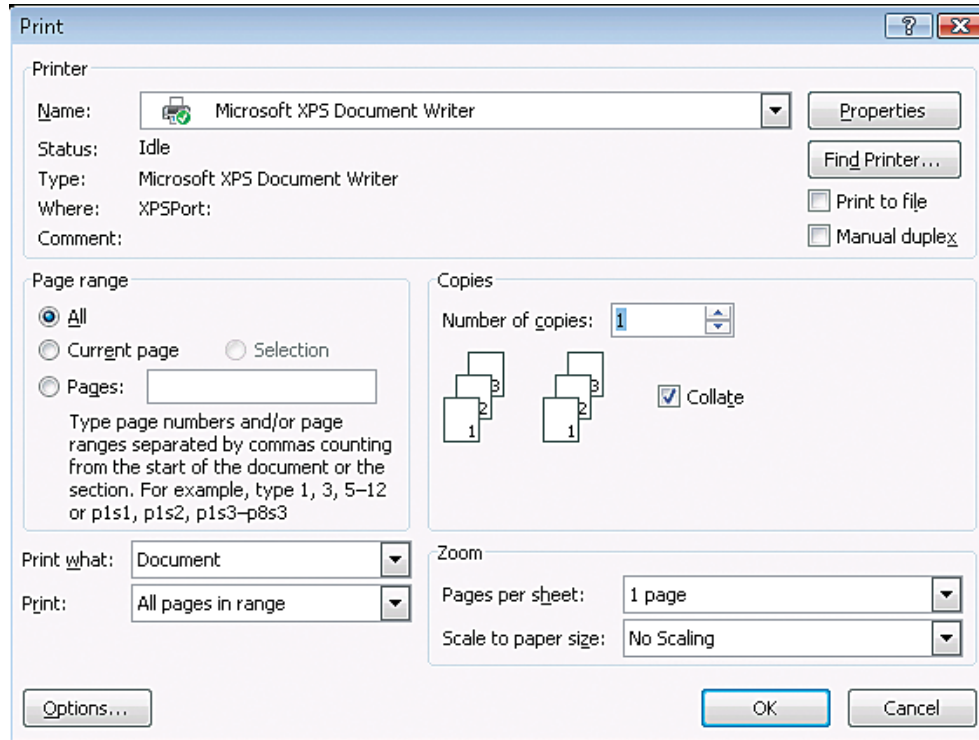 Print
Printer
Name: Microsoft XPS Document Writer Properties
Status: Idle
Find Printer...
Type: Microsoft XPS Document Writer
Where: XPSPort: Print to file
Comment: Manual duplex
Page range
All
Current page Selection
Pages:
Type page numbers and/or page
ranges separated by commas counting
from the start of the document or the
section. For example, type 1, 3, 5–12
or p1s1, p1s2, p1s3–p8s3
Copies
Number of copies: 1
3 3
2 2
1 1
Collate
Print what: Document
Print: All pages in range
Zoom
Pages per sheet: 1 page
Scale to paper size: No Scaling
Options... OK Cancel